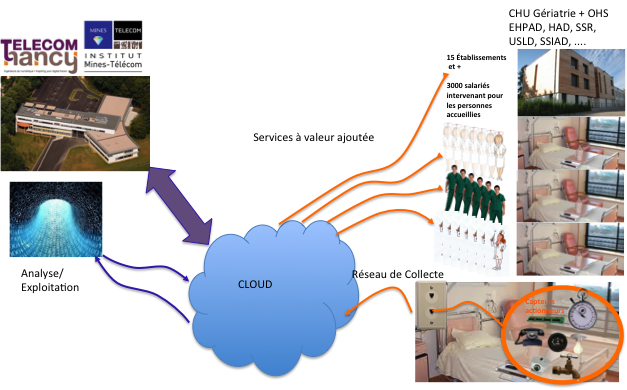 CHU Gériatrie + OHS
EHPAD, HAD, SSR,
USLD, SSIAD, ....
TELECOM
nancy
MINES
TELECOM
INSTITUT
Mines-Télécom
15 Établissements
et +
3000 salariés
intervenant pour
les personnes
accueillies
Services à valeur ajoutée
Analyse/
Exploitation
CLOUD
Réseau de Collecte
Capteurs
actionneurs